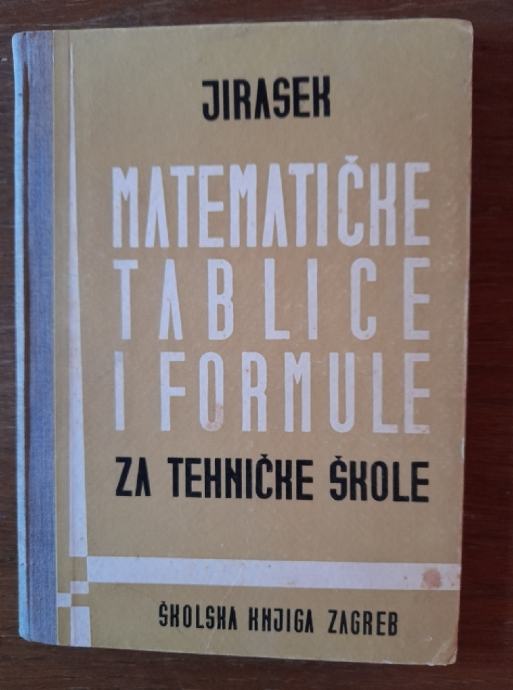 JIRASEK
MATEMATIČKE
TABLICE
I FORMULE
ZA TEHNIČKE ŠKOLE
ŠKOLSKA KNJIGA ZAGREB